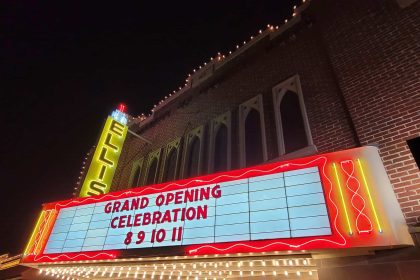 ELLIS
GRAND OPENING
CELEBRATION
8 9 10 11